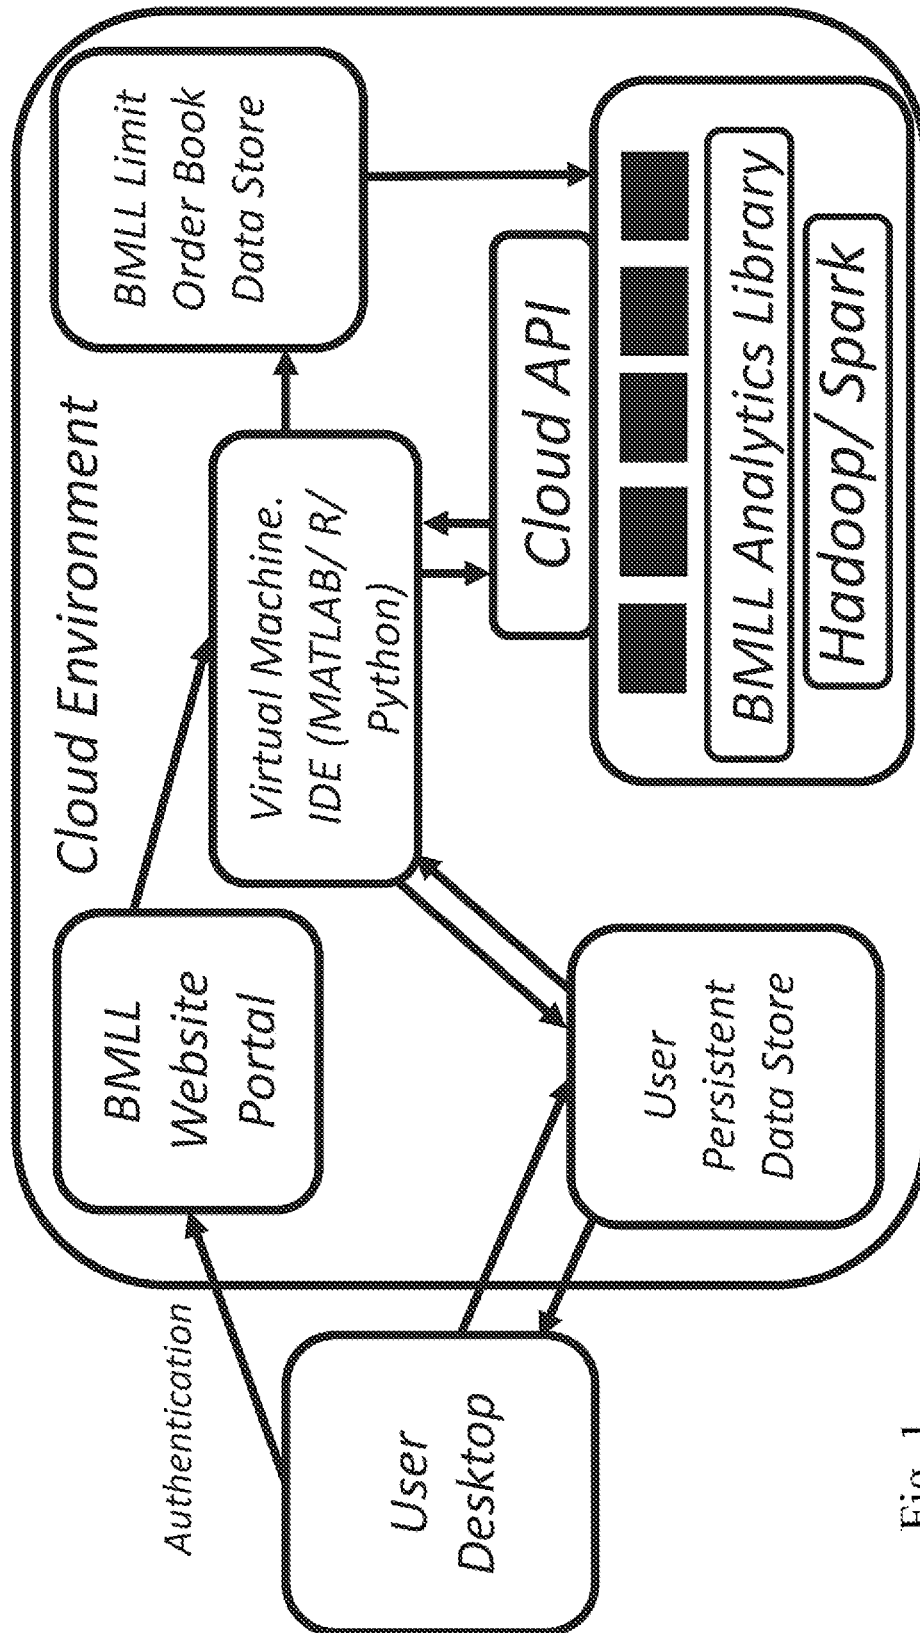 Cloud Environment
Authentication
User
Desktop
BMLL
Website
Portal
User
Persistent
Data Store
Virtual Machine.
IDE (MATLAB/ R/
Python)
BMLL Limit
Order Book
Data Store
Cloud API
BMLL Analytics Library
Hadoop/ Spark
Fig. 1